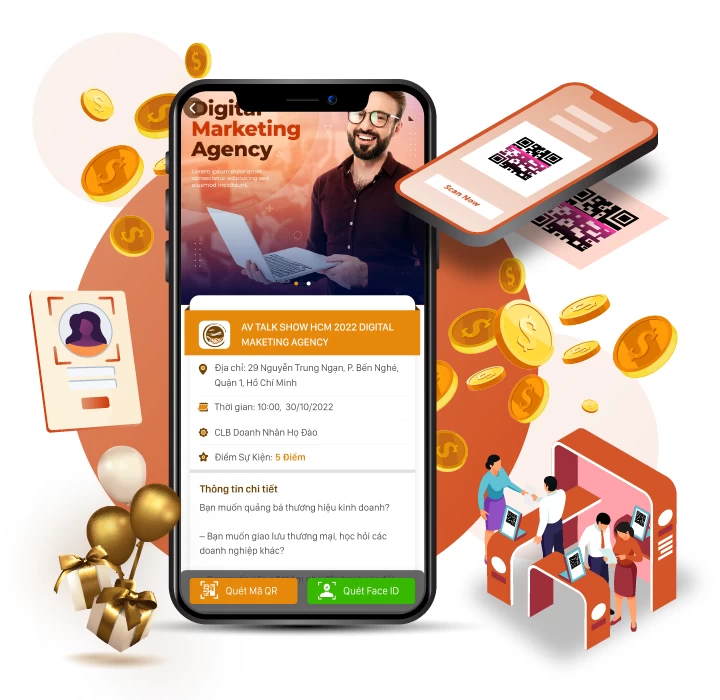 Digital
Marketing
Agency
Lorem ipsum dolor amet
consectetur adipiscing sed
eiusmod incididunt.
Scan Now
AV TALK SHOW HCM 2022 DIGITAL
MAKETING AGENCY
Địa chỉ: 29 Nguyễn Trung Ngạn, P. Bến Nghé,
Quận 1, Hồ Chí Minh
Thời gian: 10:00, 30/10/2022
CLB Doanh Nhân Họ Đào
Điểm Sự Kiện: 5 Điểm
Thông tin chi tiết
Bạn muốn quảng bá thương hiệu kinh doanh?
– Bạn muốn giao lưu thương mại, học hỏi các
doanh nghiệp khác?
Quét Mã QR
Quét Face ID